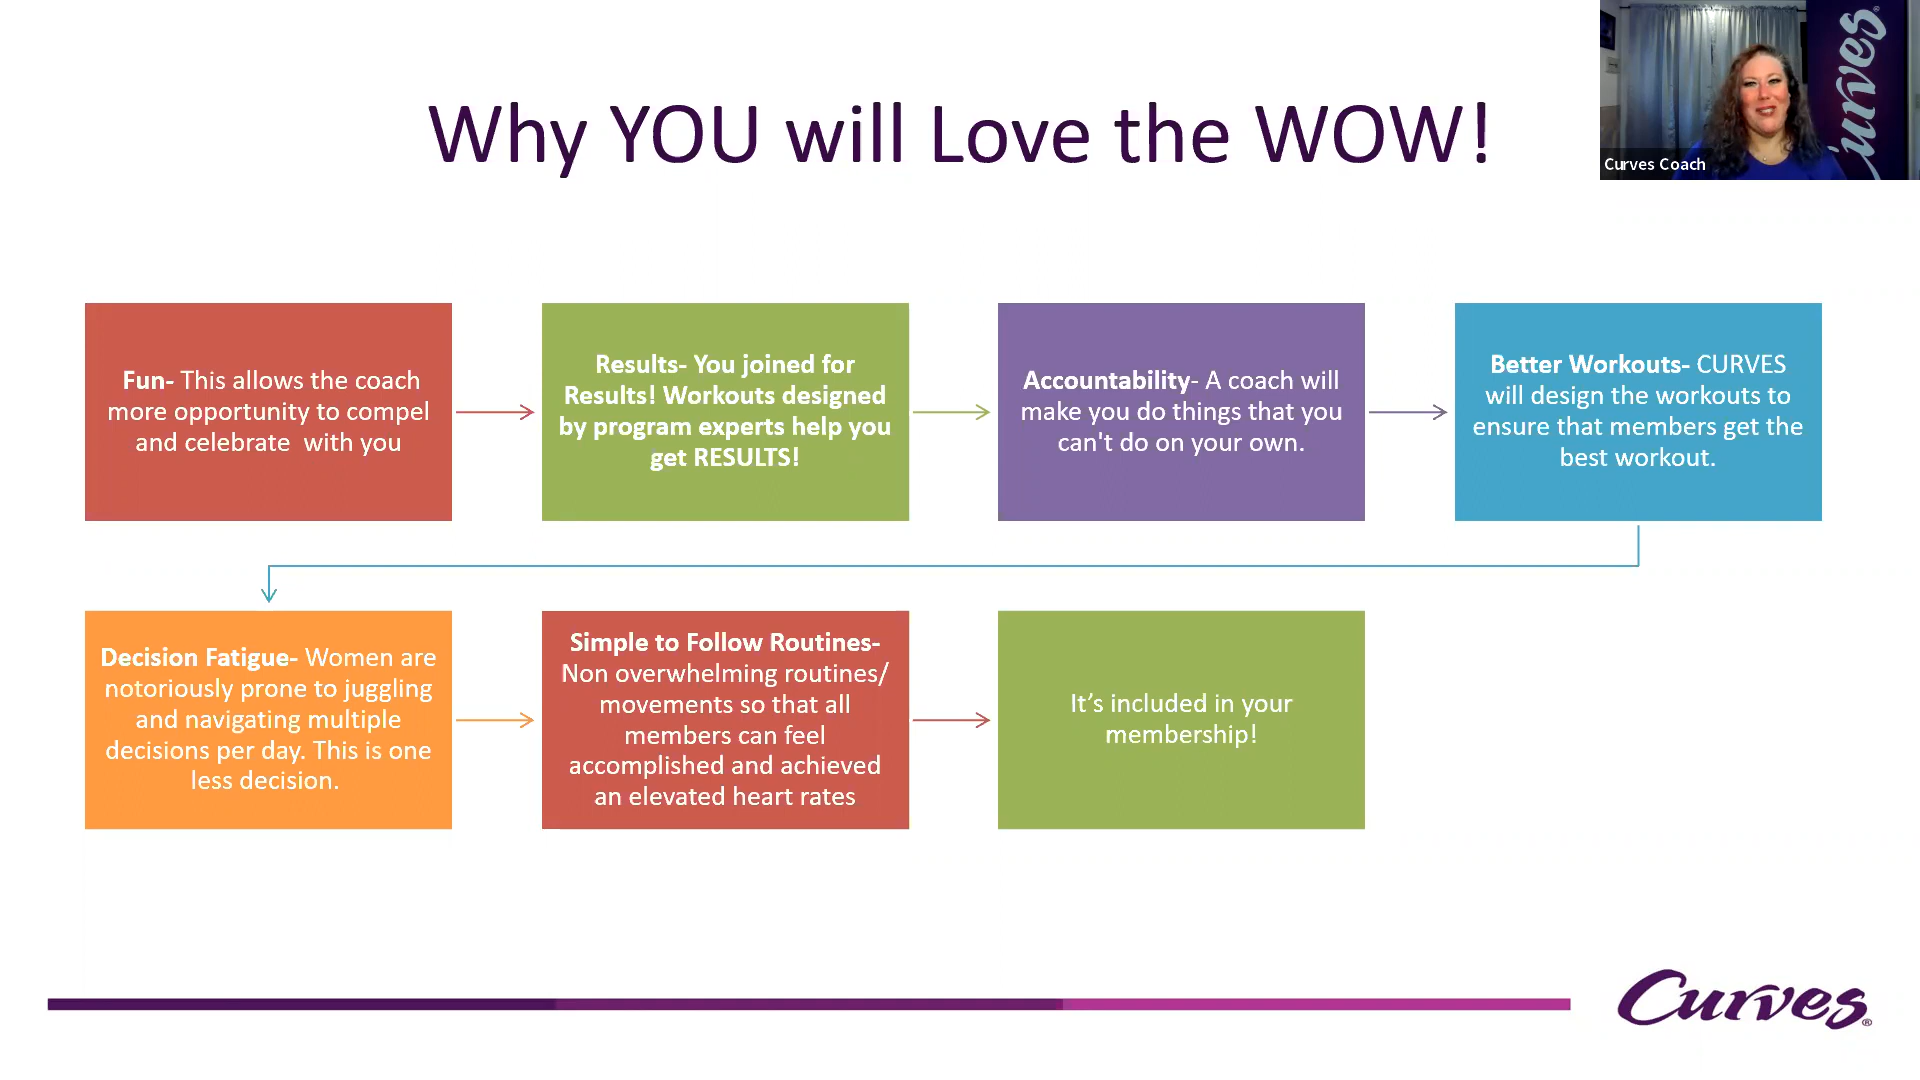 Why YOU will Love the WOW!
Curves
Curves Coach
Fun- This allows the coach
more opportunity to compel
and celebrate  with you
Results- You joined for
Results! Workouts designed
by program experts help you
get RESULTS!
Accountability- A coach will
make you do things that you
can't do on your own.
Better Workouts- CURVES
will design the workouts to
ensure that members get the
best workout.
Decision Fatigue- Women are
notoriously prone to juggling
and navigating multiple
decisions per day. This is one
less decision.
Simple to Follow Routines-
Non overwhelming routines/
movements so that all
members can feel
accomplished and achieved
an elevated heart rates
It’s included in your
membership!
Curves®